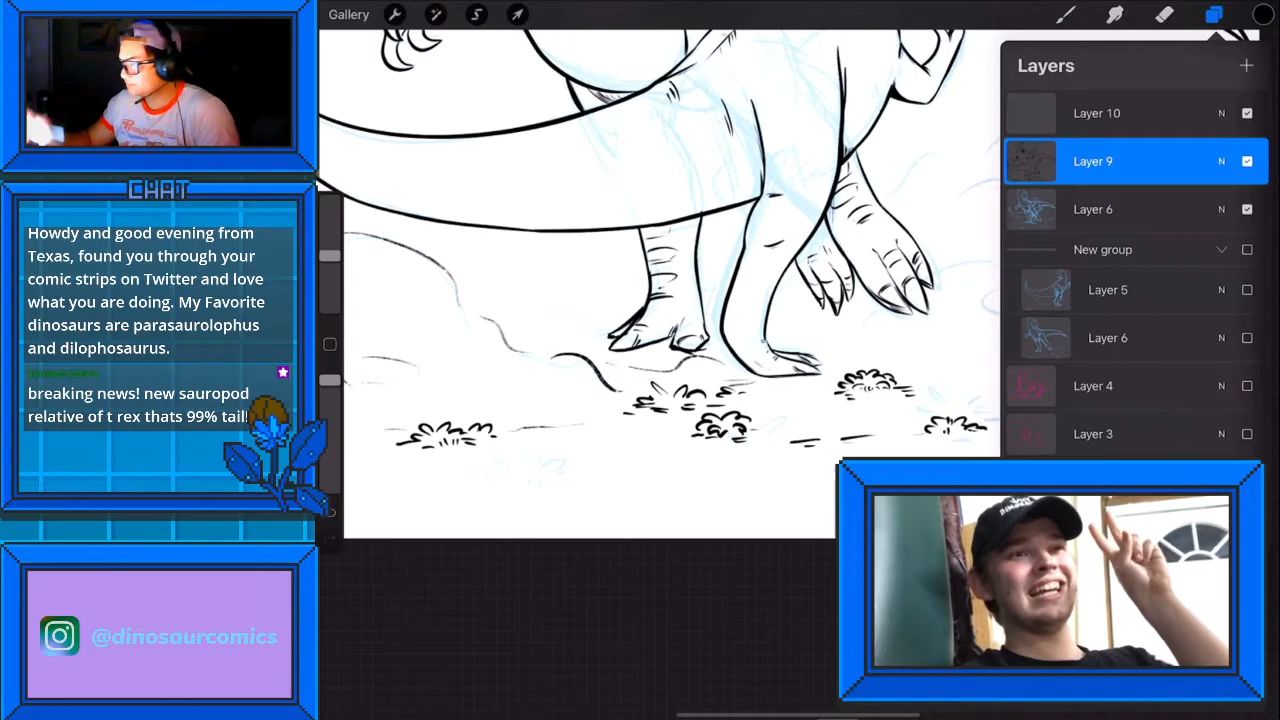 Gallery
Layers
Layer 10 N
Layer 9 N
Layer 6 N
New group
Layer 5 N
Layer 6 N
Layer 4 N
Layer 3 N
CHAT
Howdy and good evening from
Texas, found you through your
comic strips on Twitter and love
what you are doing. My Favorite
dinosaurs are parasaurolophus
and dilophosaurus.
breaking news! new sauropod
relative of t rex thats 99% tail!
@dinosaurcomics